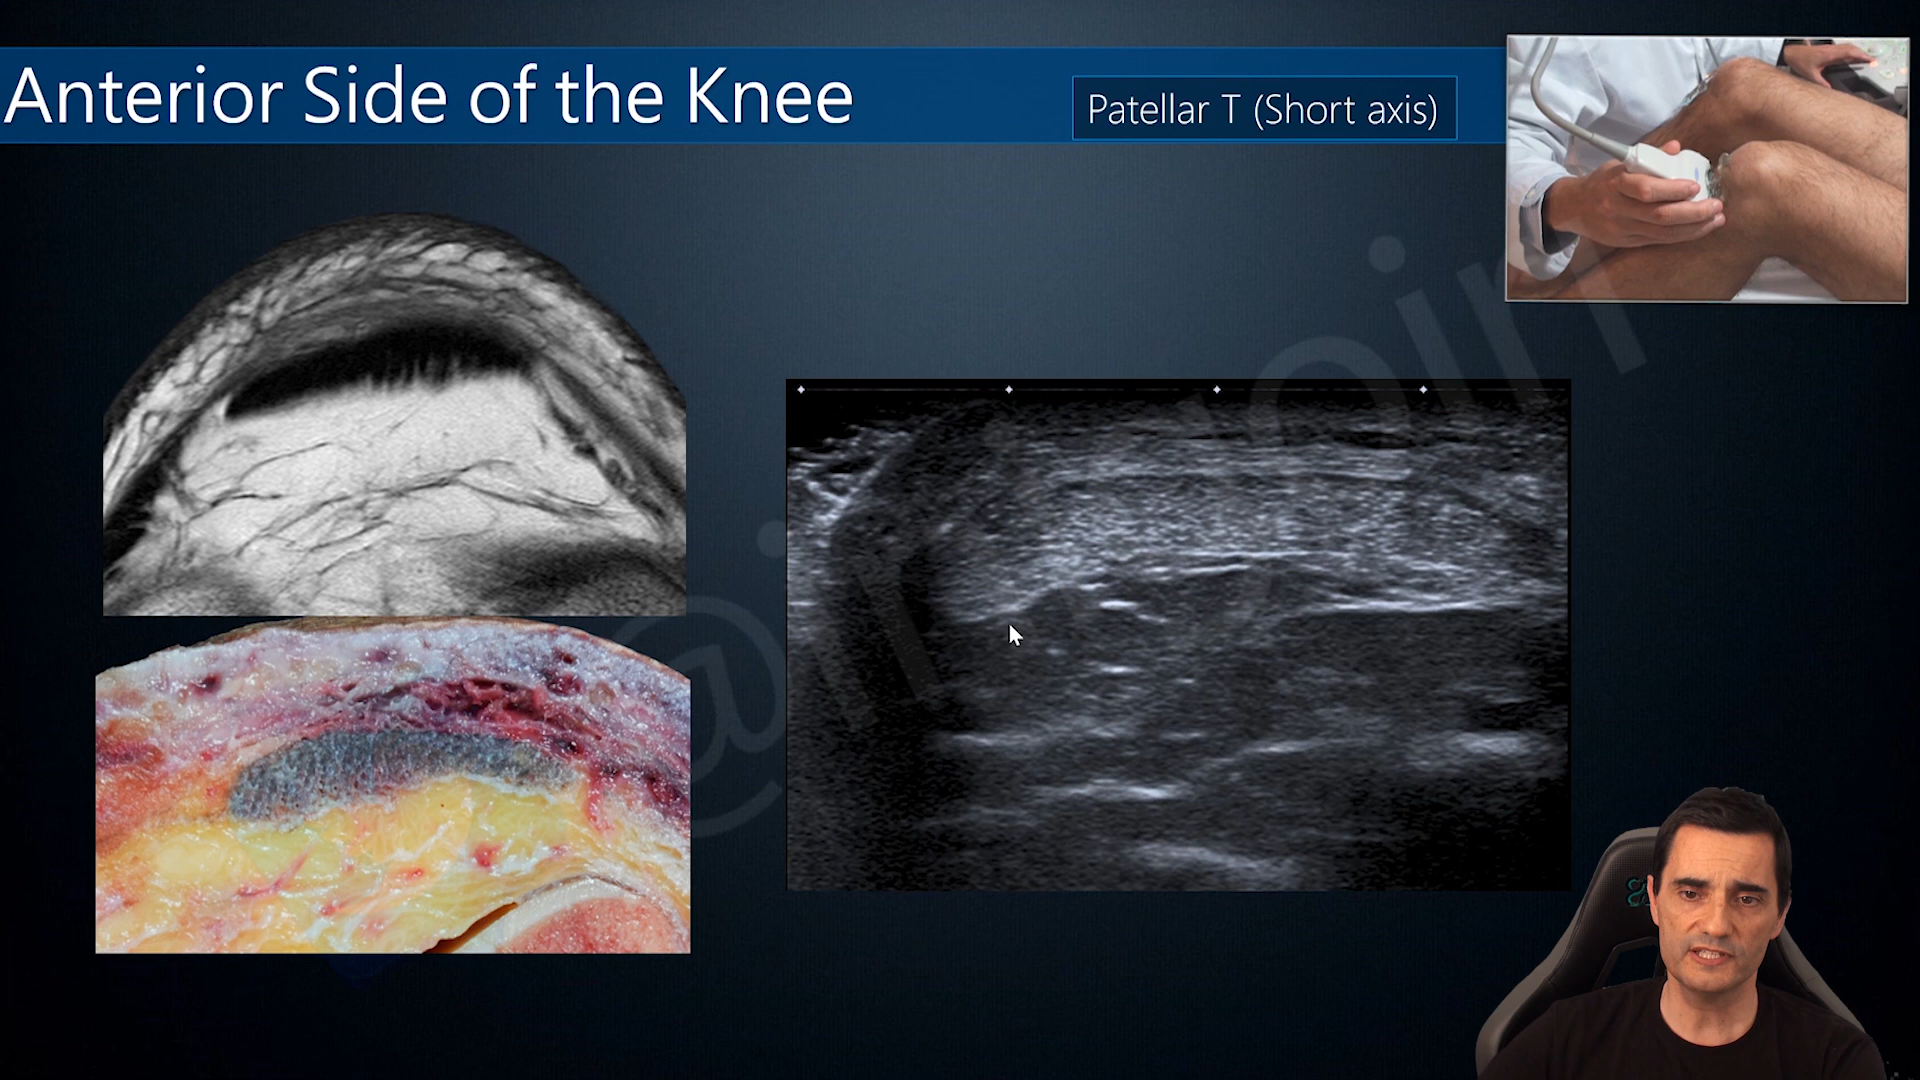 Anterior Side of the Knee
Patellar T (Short axis)